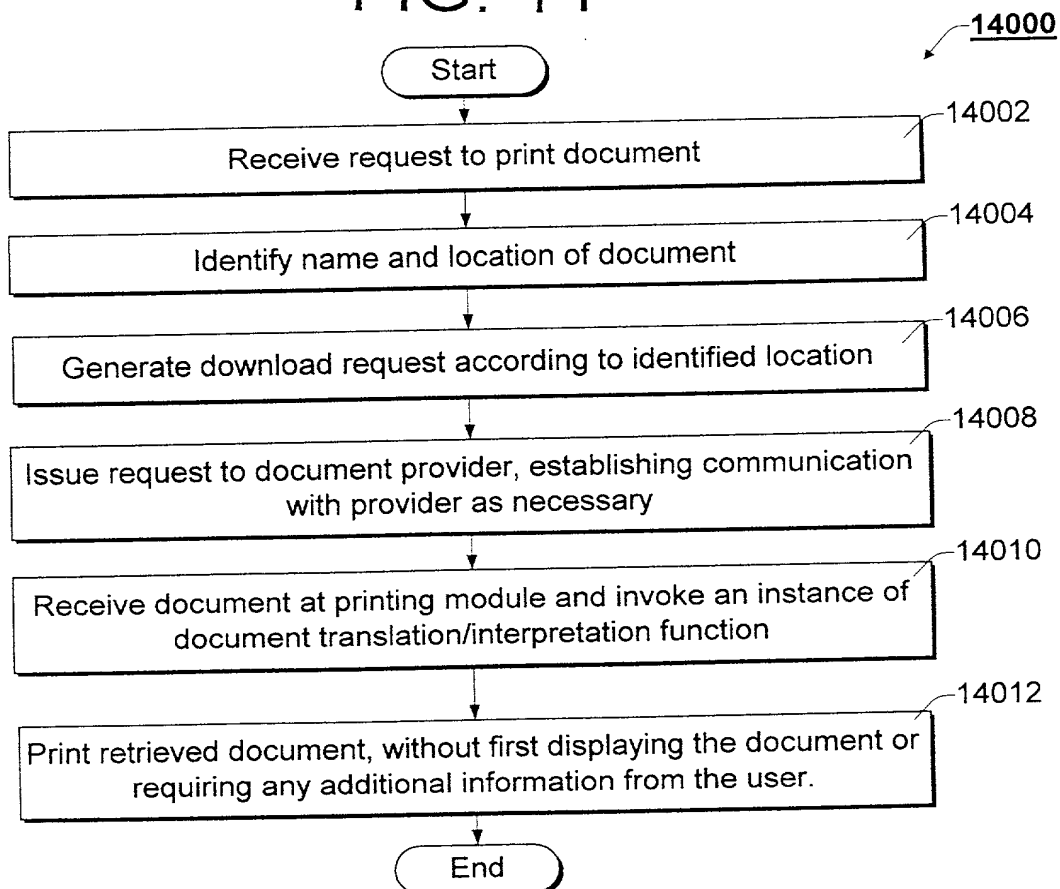 14000
Start
14002
Receive request to print document
14004
Identify name and location of document
14006
Generate download request according to identified location
14008
Issue request to document provider, establishing communication
with provider as necessary
14010
Receive document at printing module and invoke an instance of
document translation/interpretation function
14012
Print retrieved document, without first displaying the document or
requiring any additional information from the user.
End